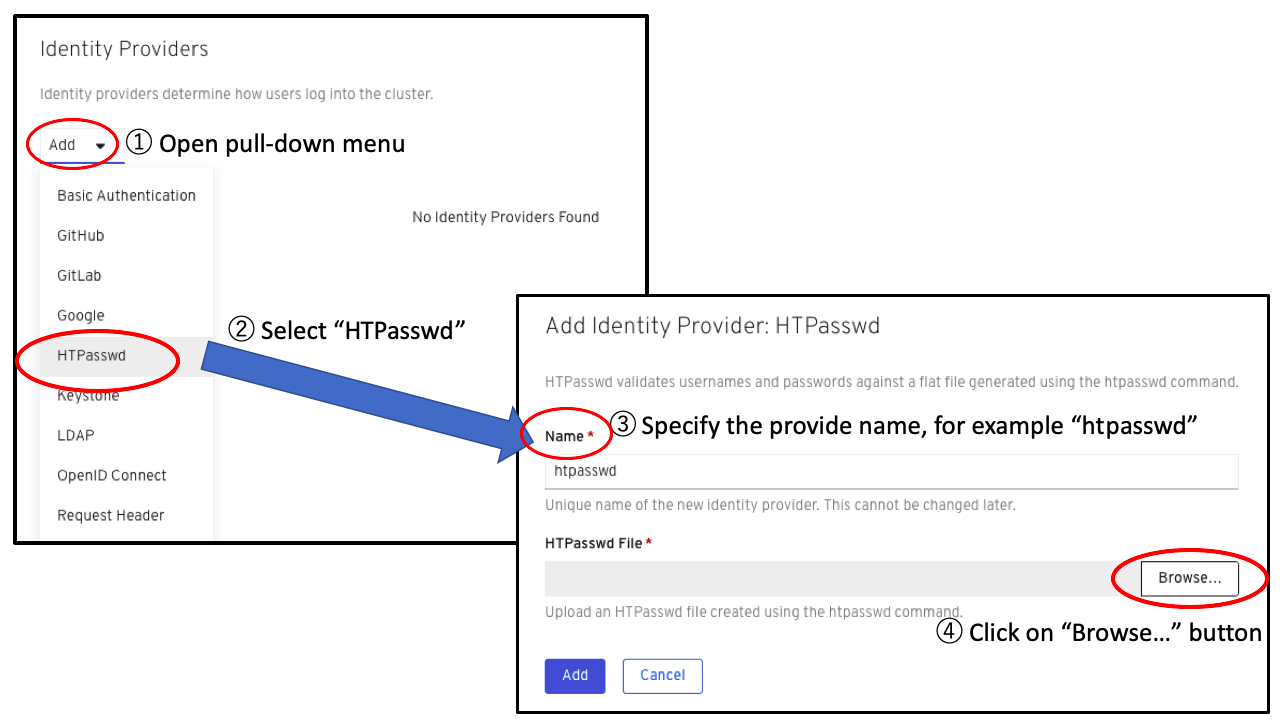 Identity Providers
Identity providers determine how users log into the cluster.
Add
① Open pull-down menu
Basic Authentication
No Identity Providers Found
GitHub
GitLab
Google
② Select “HTPasswd”
HTPasswd
Keystone
LDAP
OpenID Connect
Request Header
Add Identity Provider: HTPasswd
HTPasswd validates usernames and passwords against a flat file generated using the htpasswd command.
Name *
③ Specify the provide name, for example “htpasswd”
htpasswd
Unique name of the new identity provider. This cannot be changed later.
HTPasswd File *
Browse...
Upload an HTPasswd file created using the htpasswd command.
④ Click on “Browse...” button
Add
Cancel